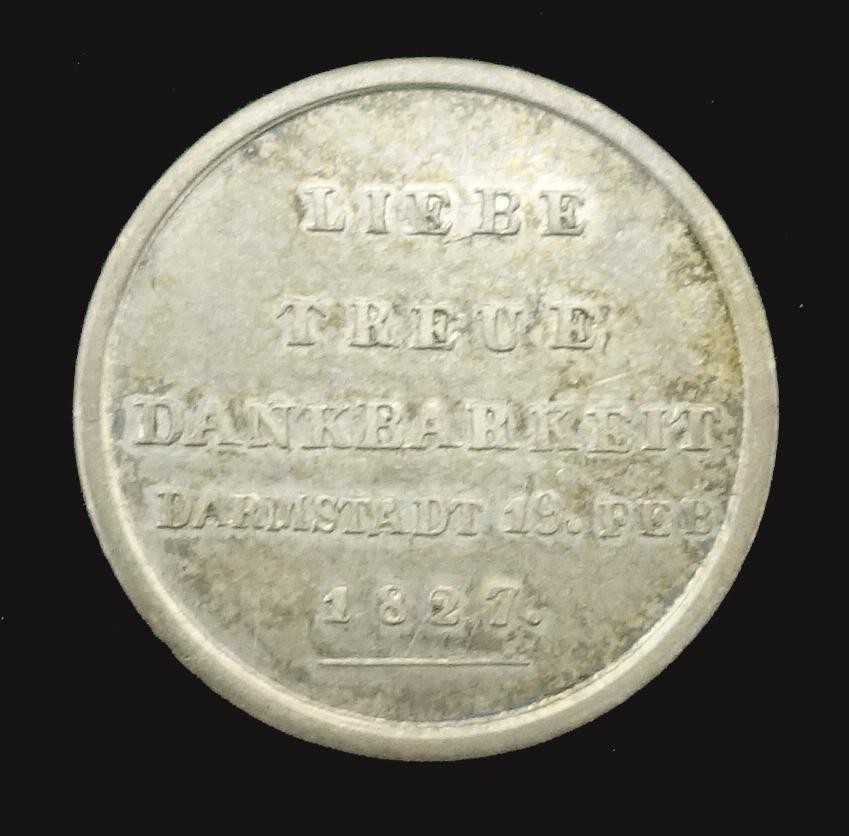 LIEBE
TREUE
DANKBARKEIT
DARMSTADT 19. FEB
1827.